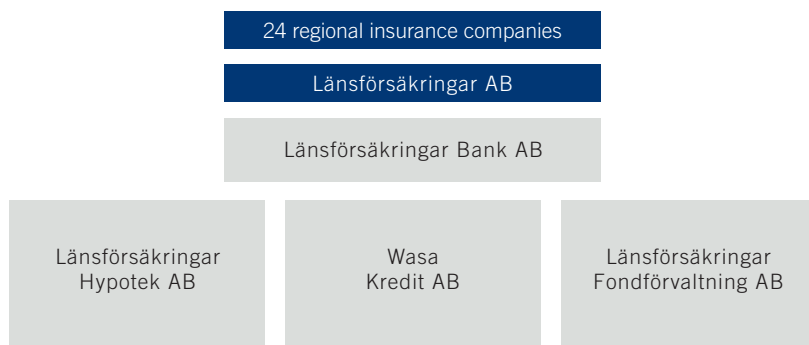 24 regional insurance companies
Länsförsäkringar AB
Länsförsäkringar Bank AB
Länsförsäkringar
Hypotek AB
Wasa
Kredit AB
Länsförsäkringar
Fondförvaltning AB